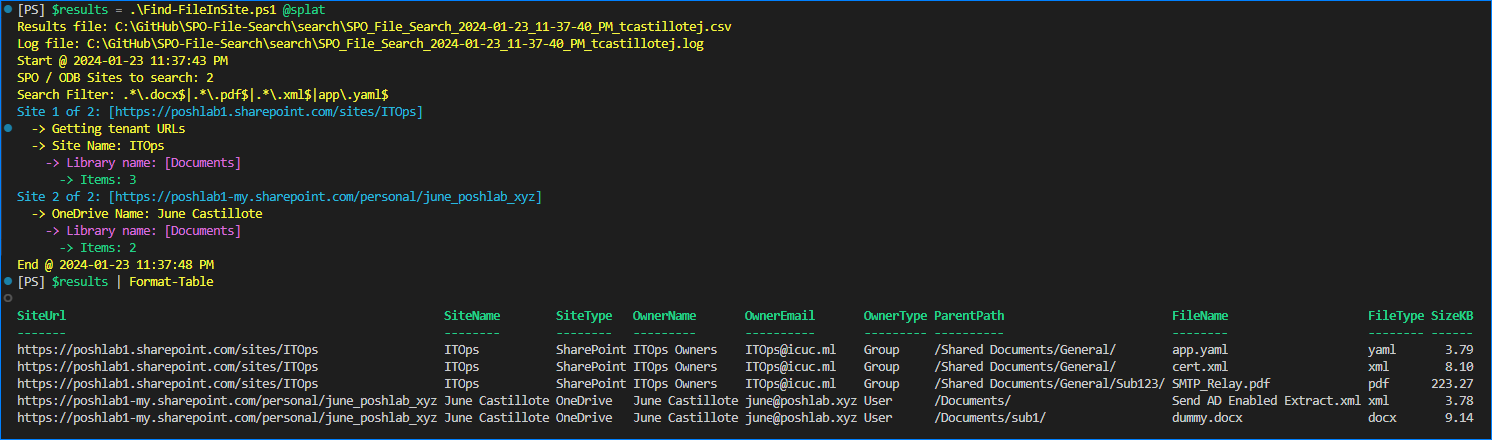 [PS] $results = .\Find-FileInSite.ps1 @splat
Results file: C:\GitHub\SPO-File-Search\search\SPO_File_Search_2024-01-23_11-37-40_PM_tcastillotej.csv
Log file: C:\GitHub\SPO-File-Search\search\SPO_File_Search_2024-01-23_11-37-40_PM_tcastillotej.log
Start @ 2024-01-23 11:37:43 PM
SPO / ODB Sites to search: 2
Search Filter: .*\.docx$|.*\.pdf$|.*\.xml$|app\.yaml$
Site 1 of 2: [https://poshlab1.sharepoint.com/sites/ITOps]
-> Getting tenant URLs
-> Site Name: ITOps
-> Library name: [Documents]
-> Items: 3
Site 2 of 2: [https://poshlab1-my.sharepoint.com/personal/june_poshlab_xyz]
-> OneDrive Name: June Castillote
-> Library name: [Documents]
-> Items: 2
End @ 2024-01-23 11:37:48 PM
[PS] $results | Format-Table
SiteUrl SiteName SiteType OwnerName OwnerEmail OwnerType ParentPath FileName FileType SizeKB
------- -------- -------- --------- ---------- --------- ---------- -------- -------- ------
https://poshlab1.sharepoint.com/sites/ITOps ITOps SharePoint ITOps Owners ITOps@icuc.ml Group /Shared Documents/General/ app.yaml yaml 3.79
https://poshlab1.sharepoint.com/sites/ITOps ITOps SharePoint ITOps Owners ITOps@icuc.ml Group /Shared Documents/General/ cert.xml xml 8.10
https://poshlab1.sharepoint.com/sites/ITOps ITOps SharePoint ITOps Owners ITOps@icuc.ml Group /Shared Documents/General/Sub123/ SMTP_Relay.pdf pdf 223.27
https://poshlab1-my.sharepoint.com/personal/june_poshlab_xyz June Castillote OneDrive June Castillote june@poshlab.xyz User /Documents/ Send AD Enabled Extract.xml xml 3.78
https://poshlab1-my.sharepoint.com/personal/june_poshlab_xyz June Castillote OneDrive June Castillote june@poshlab.xyz User /Documents/sub1/ dummy.docx docx 9.14